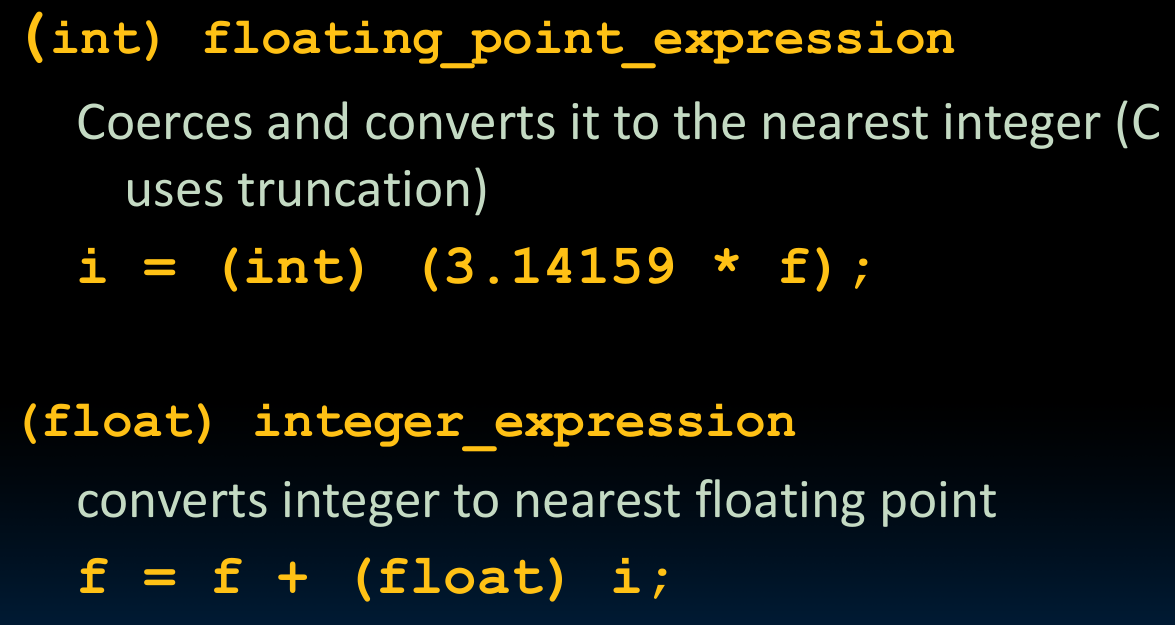 (int) floating_point_expression
Coerces and converts it to the nearest integer (C
uses truncation)
i = (int) (3.14159 * f);
(float) integer_expression
converts integer to nearest floating point
f = f + (float) i;